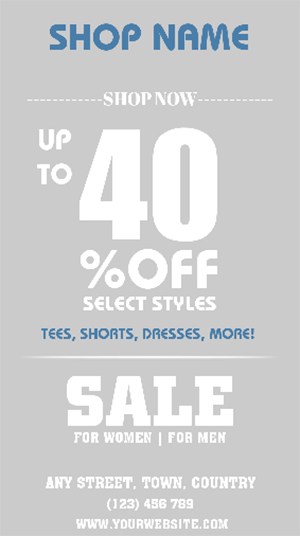 SHOP NAME
SHOP NOW
UP TO
40
%OFF
SELECT STYLES
TEES, SHORTS, DRESSES, MORE!
SALE
FOR WOMEN | FOR MEN
ANY STREET, TOWN, COUNTRY
(123) 456 789
WWW.YOURWEBSITE.COM